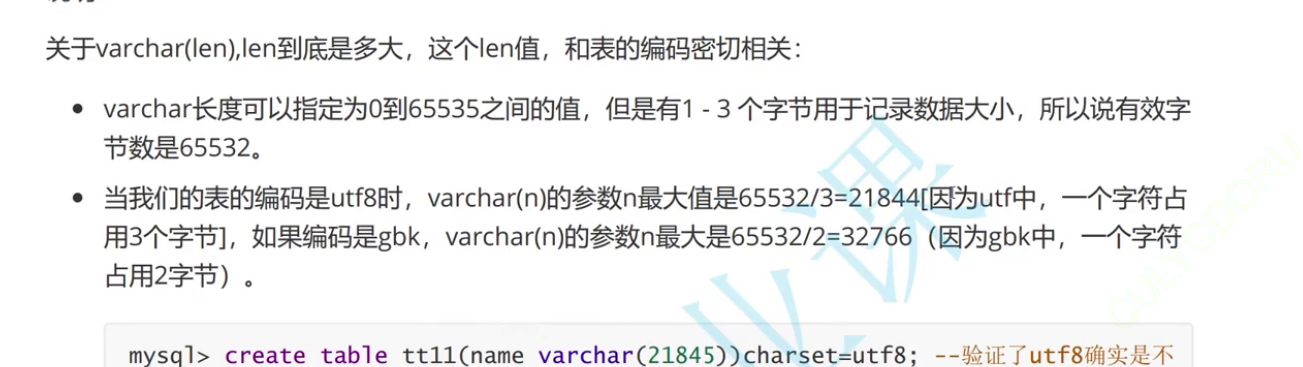 关于varchar(len),len到底是多大，这个len值，和表的编码密切相关：
varchar长度可以指定为0到65535之间的值，但是有1 - 3 个字节用于记录数据大小，所以说有效字
节数是65532。
当我们的表的编码是utf8时，varchar(n)的参数n最大值是65532/3=21844[因为utf中，一个字符占
用3个字节]，如果编码是gbk，varchar(n)的参数n最大是65532/2=32766（因为gbk中，一个字符
占用2字节）。
mysql> create table tt11(name varchar(21845))charset=utf8; --验证了utf8确实是不